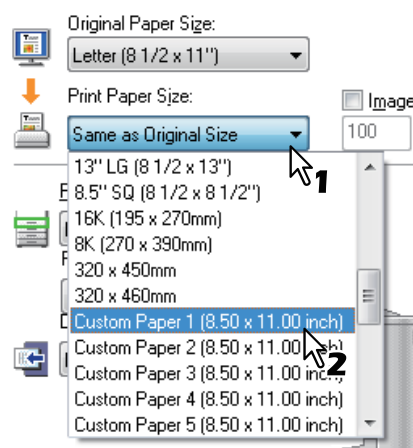 Original Paper Size:
Letter (8 1/2 x 11")
Print Paper Size:
Image
Same as Original Size
100
1
13" LG (8 1/2 x 13")
8.5" SQ (8 1/2 x 8 1/2")
16K (195 x 270mm)
8K (270 x 390mm)
320 x 450mm
320 x 460mm
Custom Paper 1 (8.50 x 11.00 inch)
2
Custom Paper 2 (8.50 x 11.00 inch)
Custom Paper 3 (8.50 x 11.00 inch)
Custom Paper 4 (8.50 x 11.00 inch)
Custom Paper 5 (8.50 x 11.00 inch)